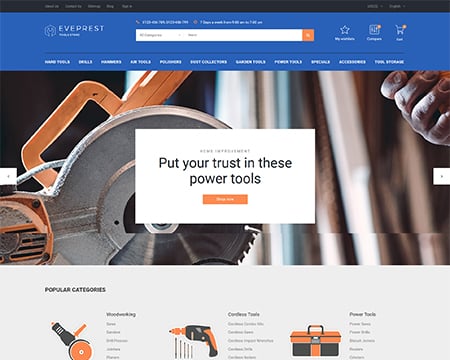 About Us Contact Us Sitemap Blog Sign in
USD($) English
EVEPREST
TOOLS STORE
0123-456-789, 0123-456-799 7 Days a week from 9:00 am to 7:00 pm
All Categories Search
My wishlists Compare Cart
HAND TOOLS DRILLS HAMMERS AIR TOOLS POLISHERS DUST COLLECTORS GARDEN TOOLS POWER TOOLS SPECIALS ACCESSORIES TOOL STORAGE
HOME IMPROVEMENT
Put your trust in these
power tools
Shop now
POPULAR CATEGORIES
Woodworking
Saws
Sanders
Drill Presses
Jointers
Planers
Cordless Tools
Cordless Combo Kits
Cordless Saws
Cordless Impact Wrenches
Cordless Drills
Cordless Nailers
Power Tools
Power Saws
Power Drills
Biscuit Joiners
Routers